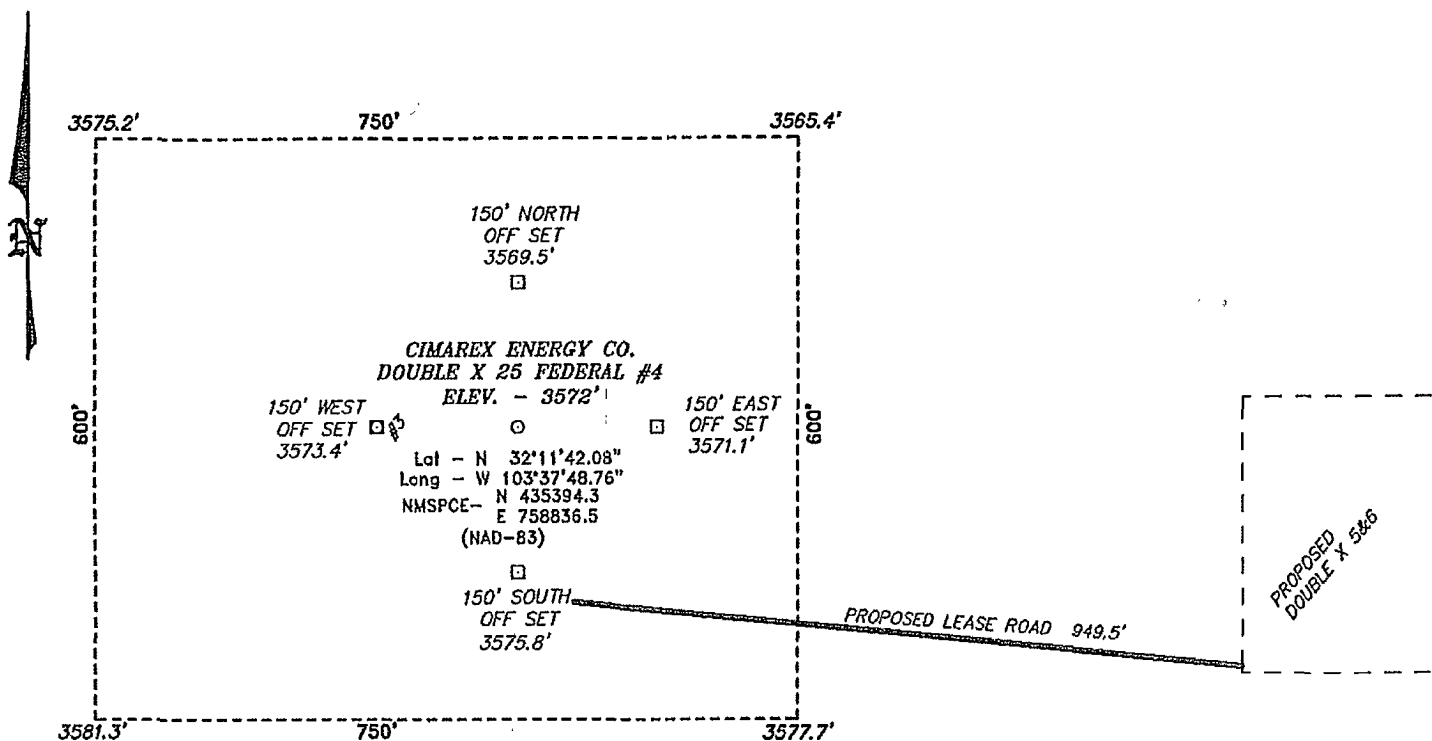 3575.2'
750'
3565.4'
N
150' NORTH
OFF SET
3569.5'
CIMAREX ENERGY CO.
DOUBLE X 25 FEDERAL #4
ELEV. - 3572'
150' WEST
OFF SET
3573.4'
#3
150' EAST
OFF SET
3571.1'
600'
600'
Lat - N 32°11'42.08"
Long - W 103°37'48.76"
NMSPCE- N 435394.3
E 758836.5
(NAD-83)
150' SOUTH
OFF SET
3575.8'
PROPOSED LEASE ROAD 949.5'
PROPOSED
DOUBLE X 5&6
3581.3'
750'
3577.7'